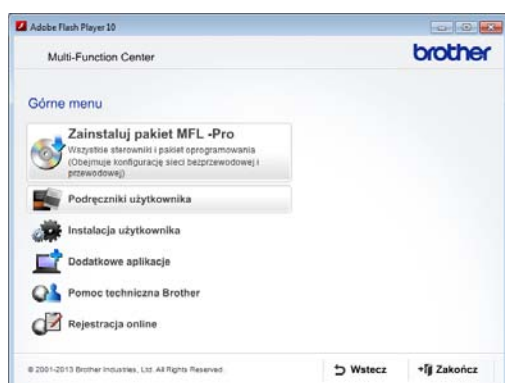 Adobe Flash Player 10
Multi-Function Center
brother
Górne menu
Zainstaluj pakiet MFL -Pro
Wszystkie sterowniki i pakiet oprogramowania
(Obejmuje konfigurację sieci bezprzewodowej i
przewodowej)
Podręczniki użytkownika
Instalacja użytkownika
Dodatkowe aplikacje
Pomoc techniczna Brother
Rejestracja online
© 2001-2013 Brother Industries, Ltd. All Rights Reserved.
Wstecz
Zakończ